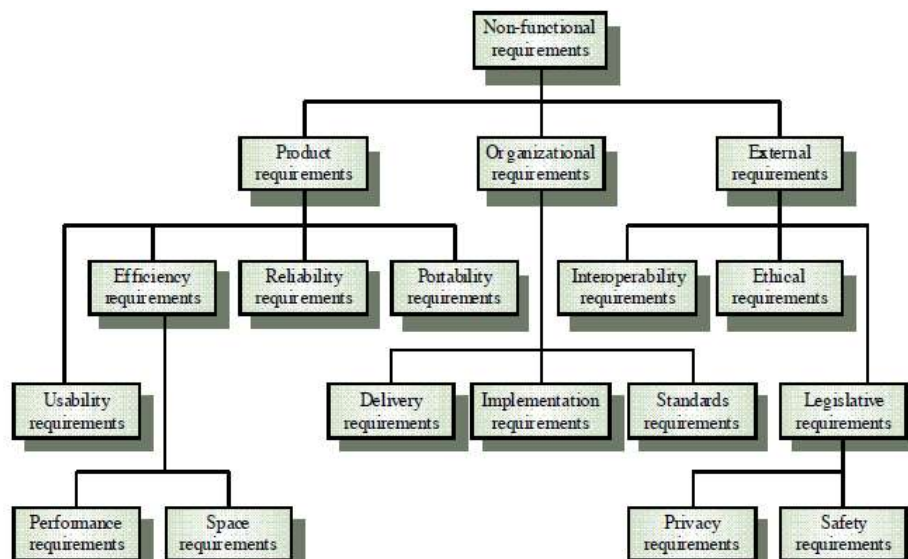 Non-functional
requirements
Product
requirements
Organizational
requirements
External
requirements
Efficiency
requirements
Reliability
requirements
Portability
requirements
Interoperability
requirements
Ethical
requirements
Usability
requirements
Delivery
requirements
Implementation
requirements
Standards
requirements
Legislative
requirements
Performance
requirements
Space
requirements
Privacy
requirements
Safety
requirements